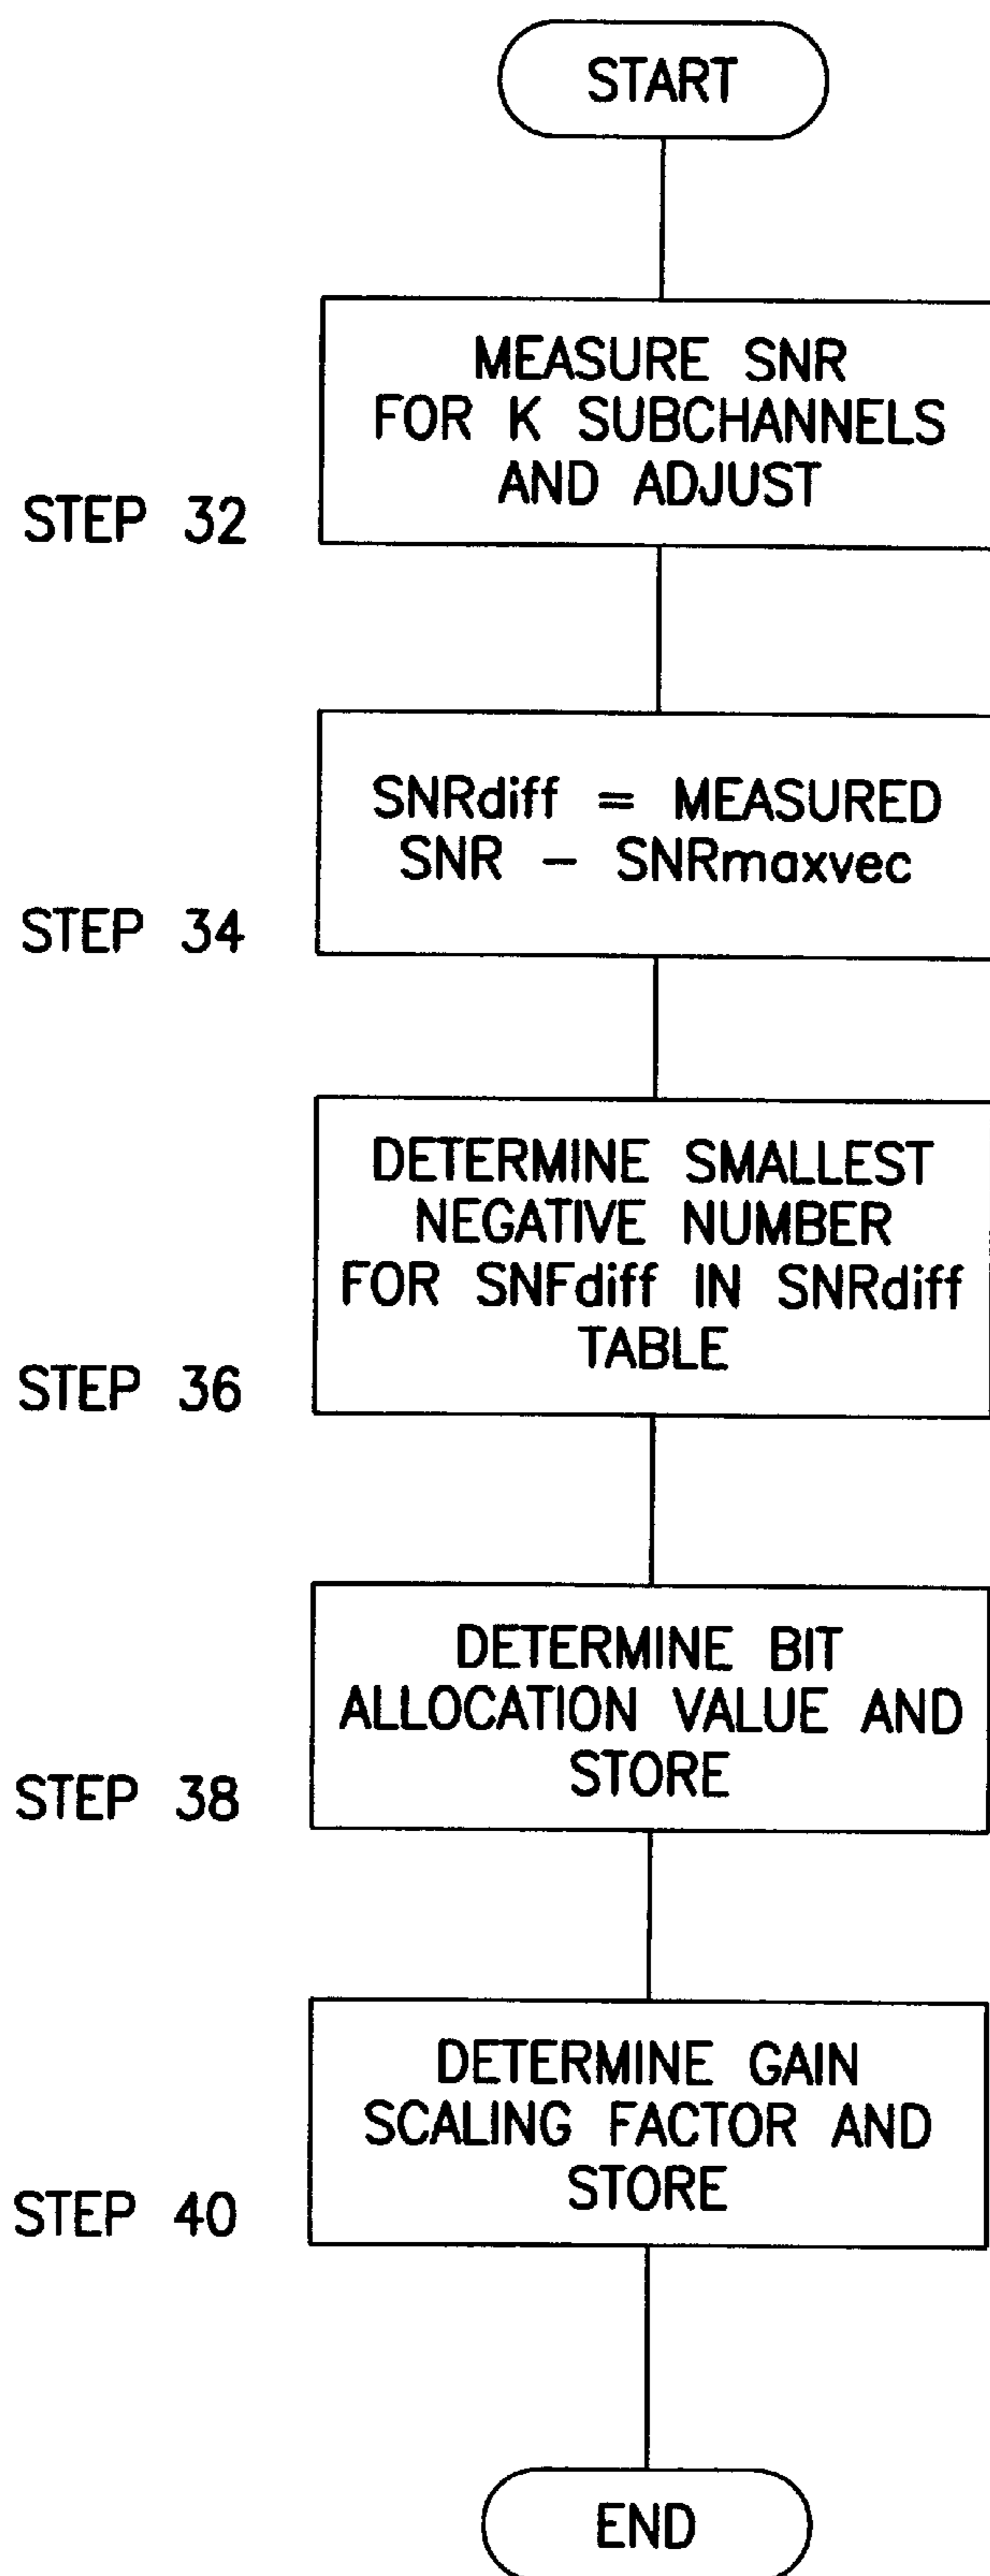 START
MEASURE SNR
FOR K SUBCHANNELS
AND ADJUST
STEP 32
SNRdiff = MEASURED
SNR – SNRmaxvec
STEP 34
DETERMINE SMALLEST
NEGATIVE NUMBER
FOR SNFdiff IN SNRdiff
TABLE
STEP 36
DETERMINE BIT
ALLOCATION VALUE AND
STORE
STEP 38
DETERMINE GAIN
SCALING FACTOR AND
STORE
STEP 40
END